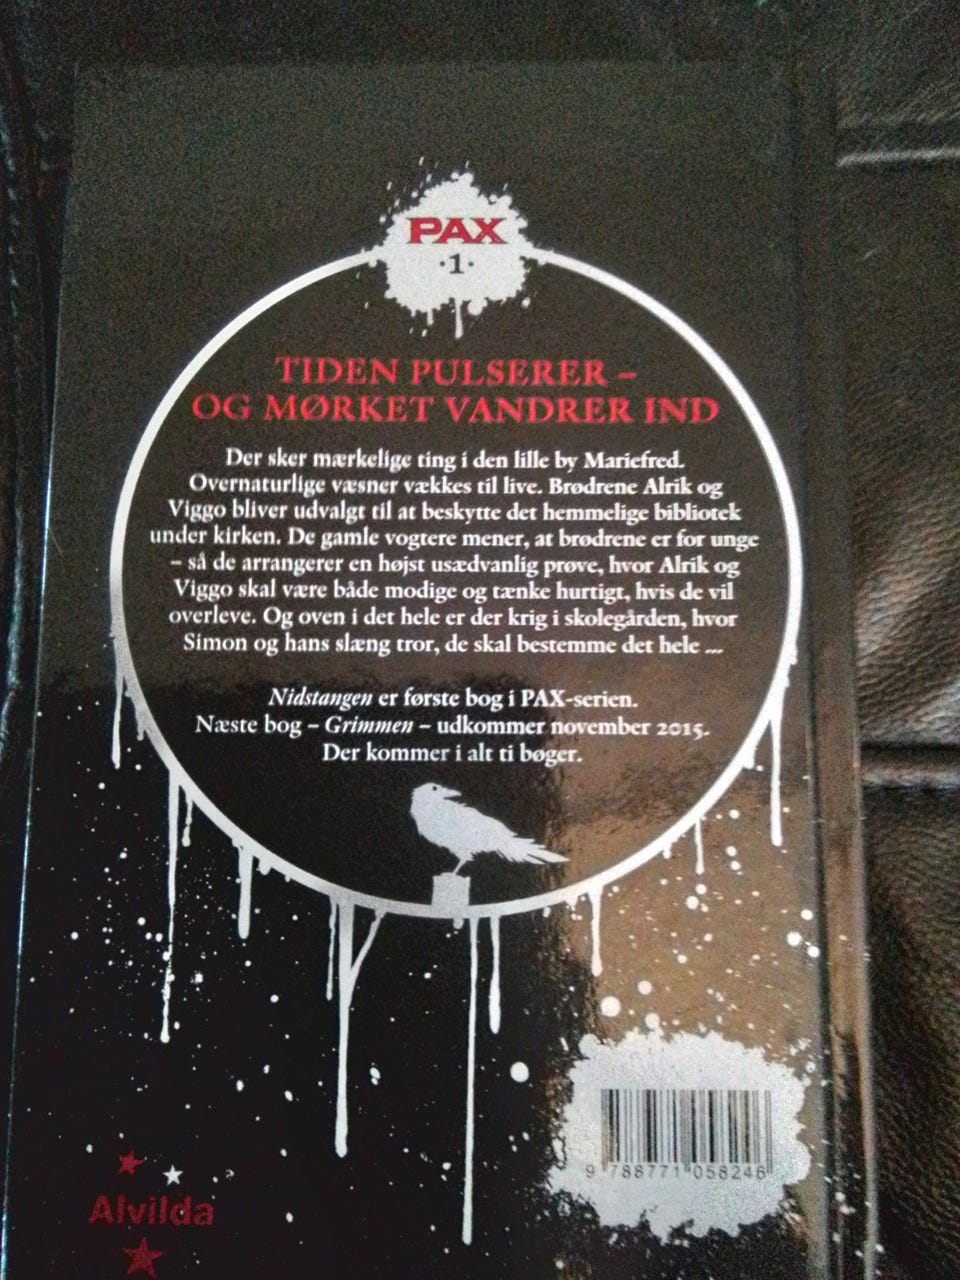 PAX
·1·
TIDEN PULSERER –
OG MØRKET VANDRER IND
Der sker mærkelige ting i den lille by Mariefred.
Overnaturlige væsner vækkes til live. Brødrene Alrik og
Viggo bliver udvalgt til at beskytte det hemmelige bibliotek
under kirken. De gamle vogtere mener, at brødrene er for unge
– så de arrangerer en højst usædvanlig prøve, hvor Alrik og
Viggo skal være både modige og tænke hurtigt, hvis de vil
overleve. Og oven i det hele er der krig i skolegården, hvor
Simon og hans slæng tror, de skal bestemme det hele ...
Nidstangen er første bog i PAX-serien.
Næste bog – Grimmen – udkommer november 2015.
Der kommer i alt ti bøger.
9 788771 058246
Alvilda